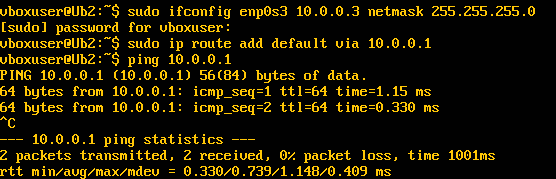 vboxuser@Ub2:~$ sudo ifconfig enp0s3 10.0.0.3 netmask 255.255.255.0
[sudo] password for vboxuser:
vboxuser@Ub2:~$ sudo ip route add default via 10.0.0.1
vboxuser@Ub2:~$ ping 10.0.0.1
PING 10.0.0.1 (10.0.0.1) 56(84) bytes of data.
64 bytes from 10.0.0.1: icmp_seq=1 ttl=64 time=1.15 ms
64 bytes from 10.0.0.1: icmp_seq=2 ttl=64 time=0.330 ms
^C
--- 10.0.0.1 ping statistics ---
2 packets transmitted, 2 received, 0% packet loss, time 1001ms
rtt min/avg/max/mdev = 0.330/0.739/1.148/0.409 ms